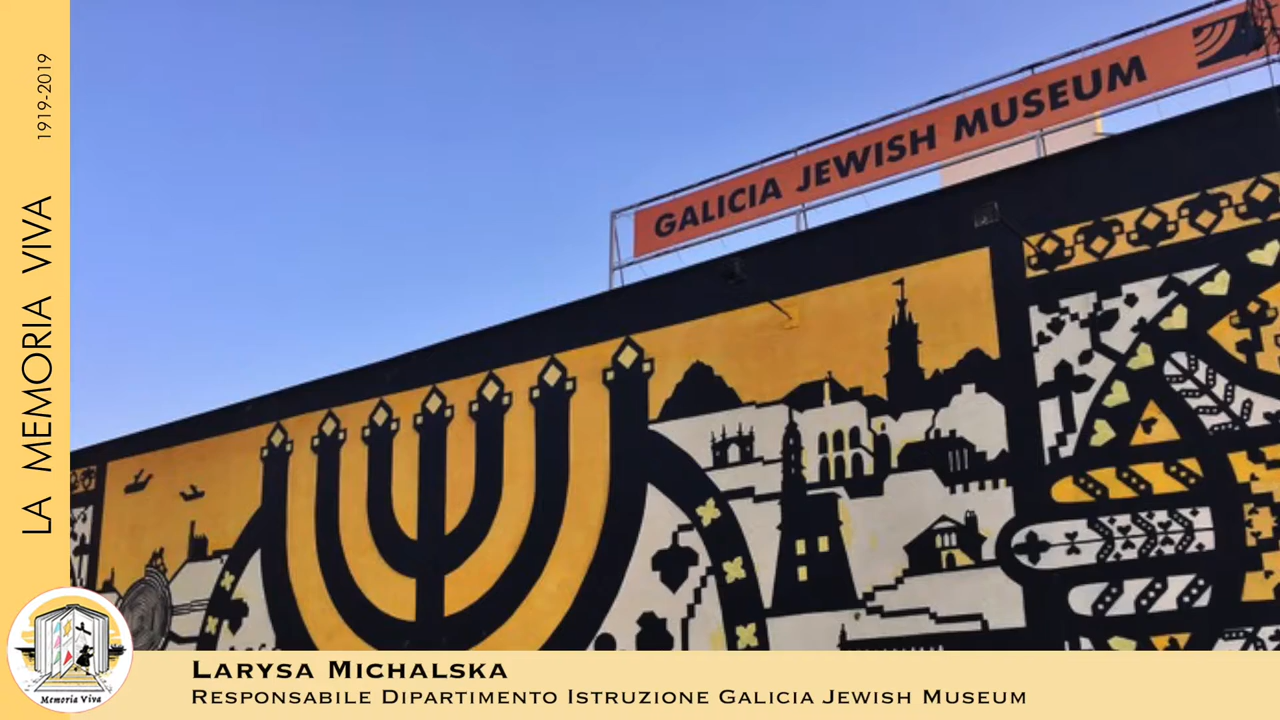 GALICIA JEWISH MUSEUM
LA MEMORIA VIVA 1919-2019
Memoria Viva
LARYSA MICHALSKA
RESPONSABILE DIPARTIMENTO ISTRUZIONE GALICIA JEWISH MUSEUM